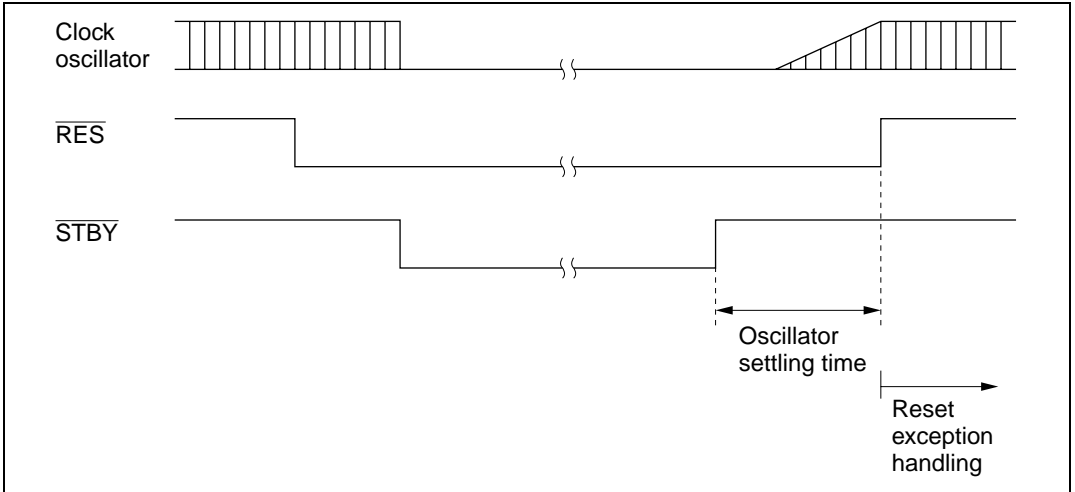 Clock
oscillator
RES
STBY
Oscillator
settling time
Reset
exception
handling